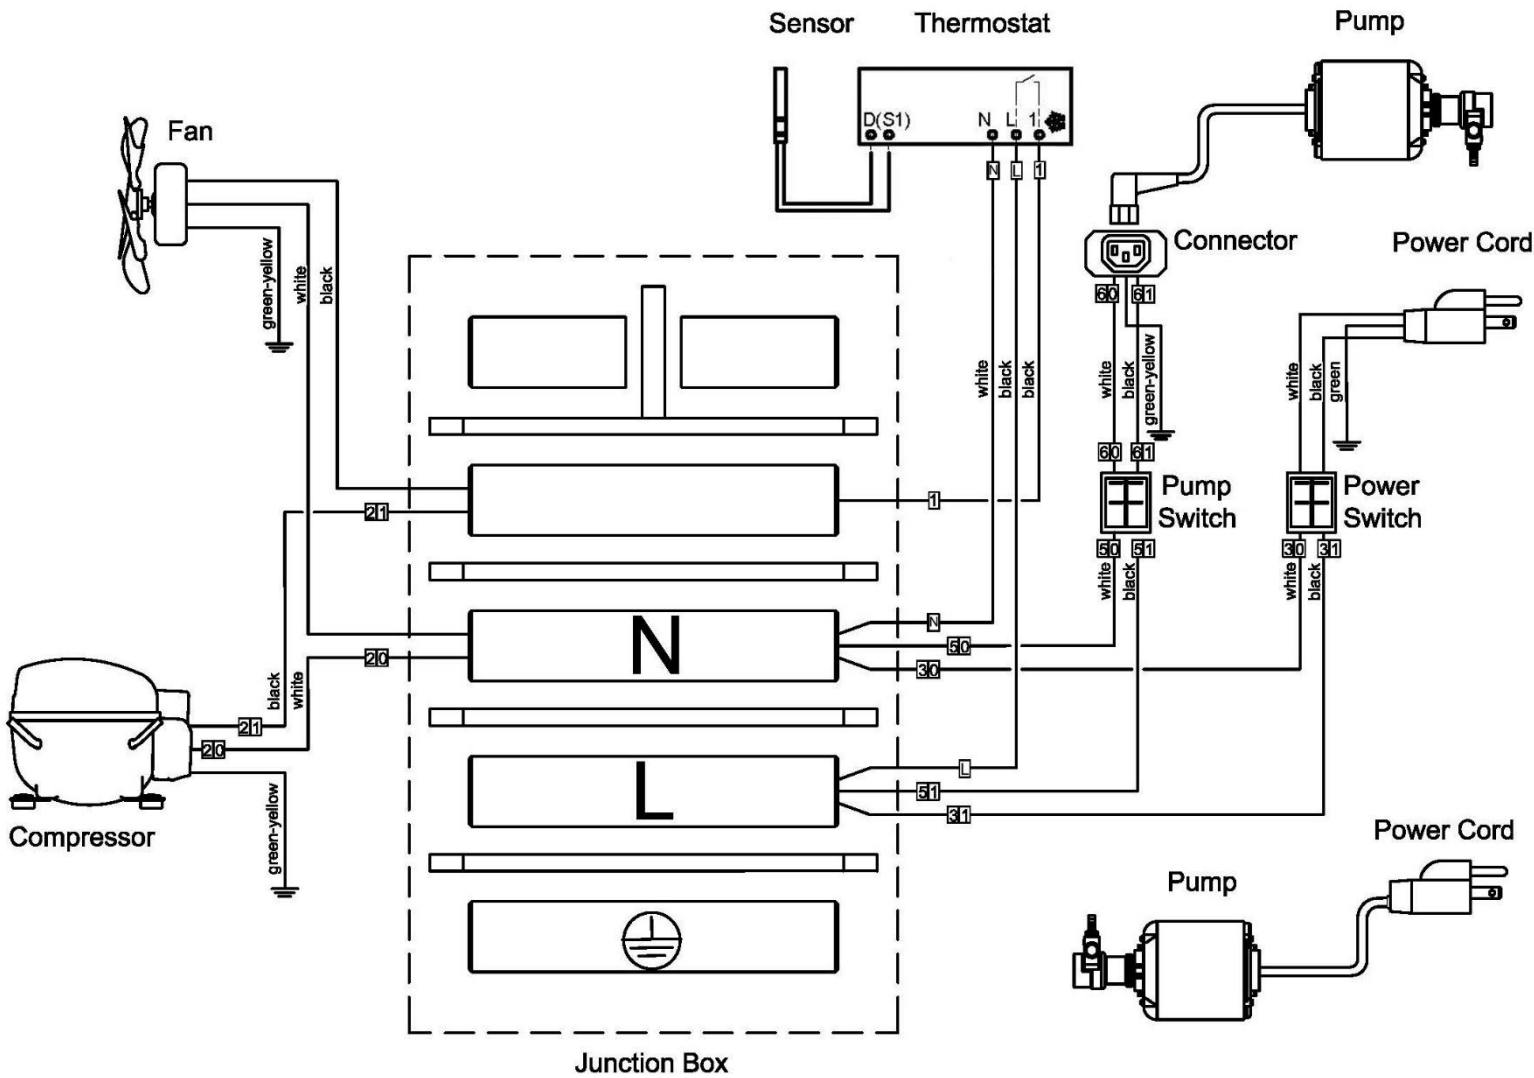 Sensor
Thermostat
Pump
D(S1)
N
L
1
Fan
N
L
1
Connector
Power Cord
green-yellow
white
black
60
61
white
black
black
white
black
green-yellow
white
black
green
60
61
Pump
Switch
Power
Switch
21
1
50
51
30
31
white
black
white
black
N
N
50
20
30
black
white
21
20
L
L
51
31
Compressor
green-yellow
Power Cord
Pump
Junction Box